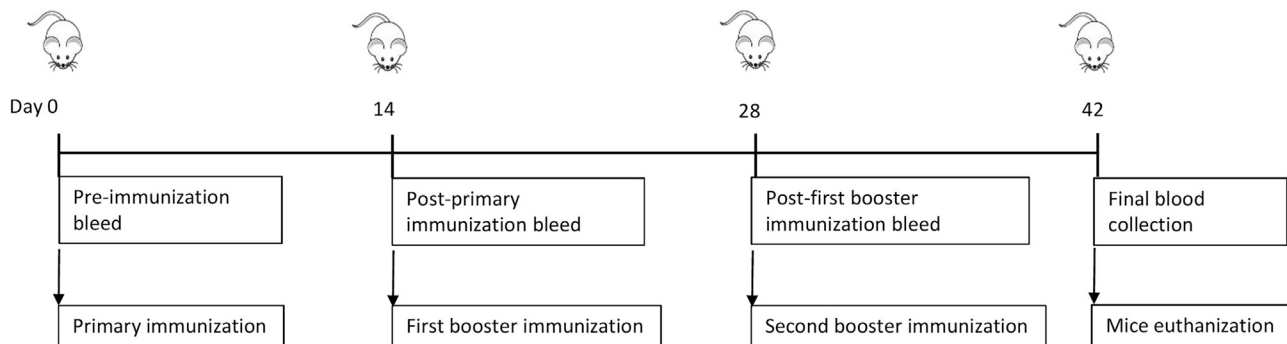 Day 0
14
28
42
Pre-immunization
bleed
Post-primary
immunization bleed
Post-first booster
immunization bleed
Final blood
collection
Primary immunization
First booster immunization
Second booster immunization
Mice euthanization